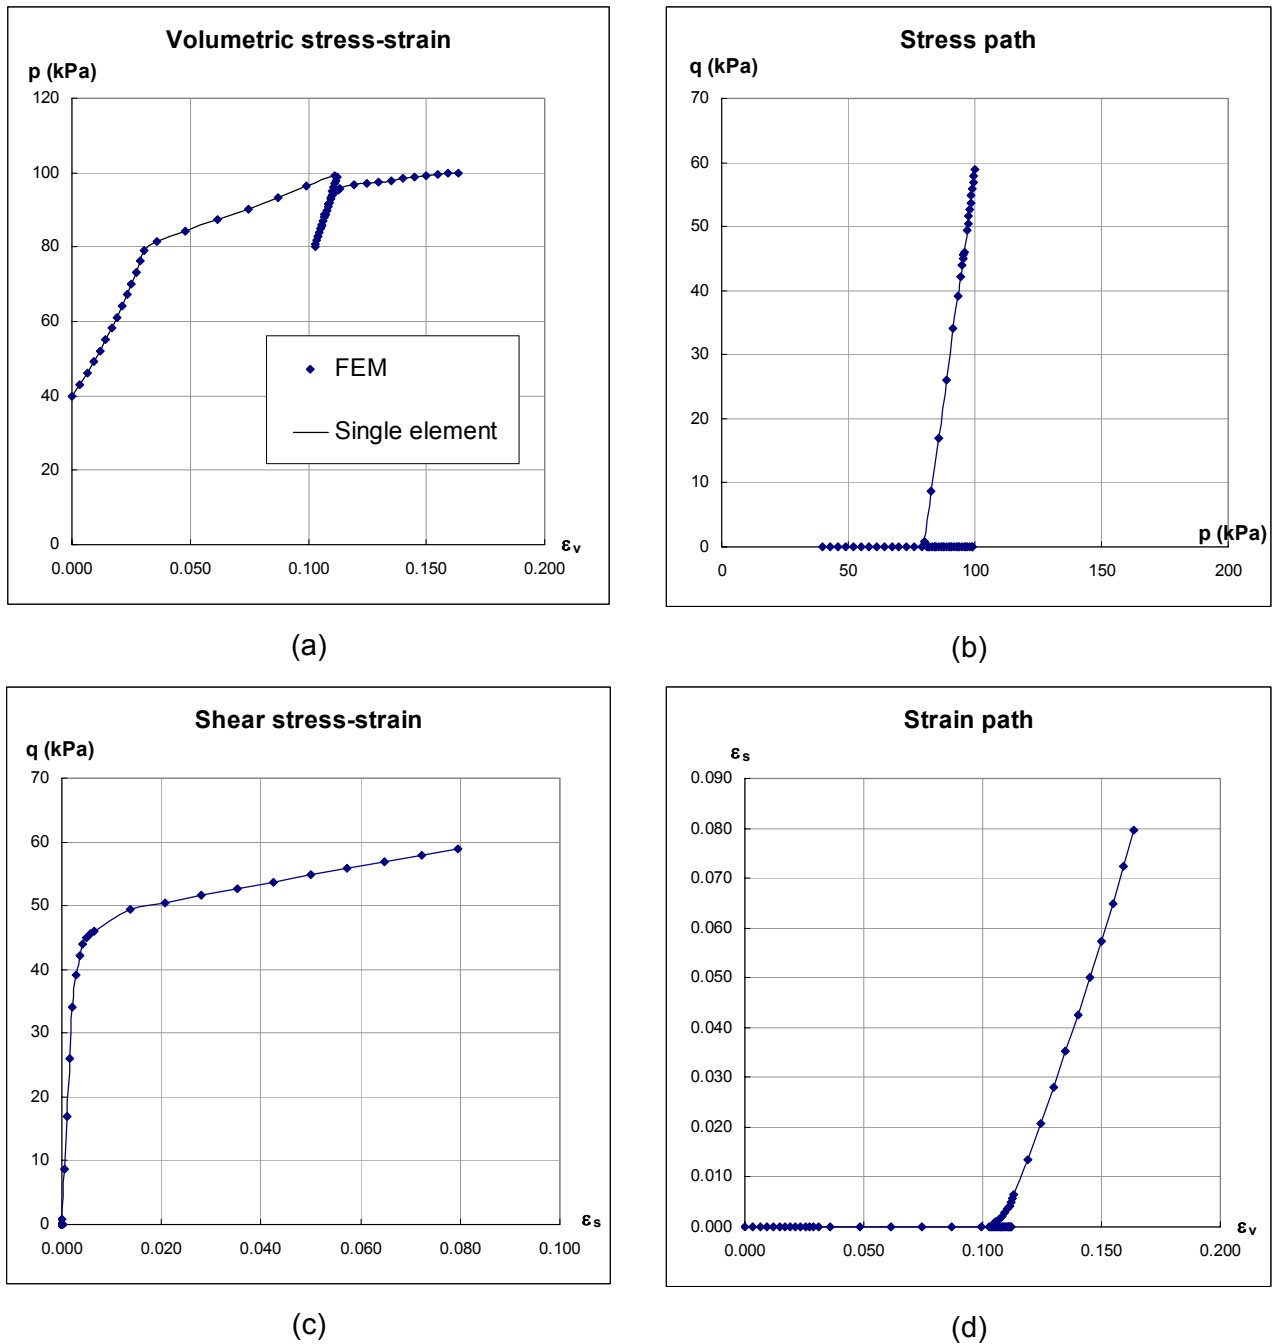 Volumetric stress-strain
p (kPa)
120
100
80
60
40
20
0
0.000 0.050 0.100 0.150 0.200
εv
FEM
Single element
(a)
Stress path
q (kPa)
70
60
50
40
30
20
10
0
p (kPa)
0 50 100 150 200
(b)
Shear stress-strain
q (kPa)
70
60
50
40
30
20
10
0
εs
0.000 0.020 0.040 0.060 0.080 0.100
(c)
Strain path
εs
0.090
0.080
0.070
0.060
0.050
0.040
0.030
0.020
0.010
0.000
εv
0.000 0.050 0.100 0.150 0.200
(d)